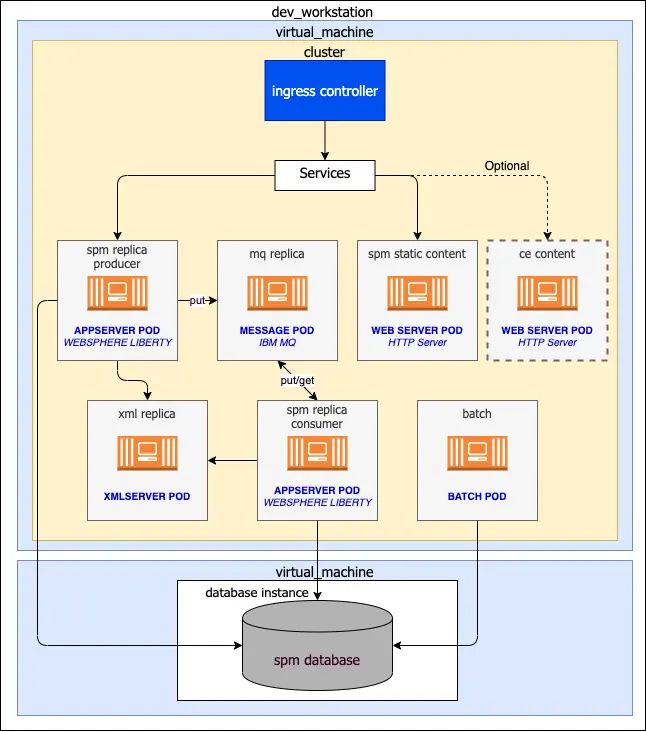 dev_workstation
virtual_machine
cluster
ingress controller
Services
Optional
spm replica
producer
APPSERVER POD
WEBSPHERE LIBERTY
put
mq replica
MESSAGE POD
IBM MQ
spm static content
WEB SERVER POD
HTTP Server
ce content
WEB SERVER POD
HTTP Server
put/get
xml replica
XMLSERVER POD
spm replica
consumer
APPSERVER POD
WEBSPHERE LIBERTY
batch
BATCH POD
virtual_machine
database instance
spm database